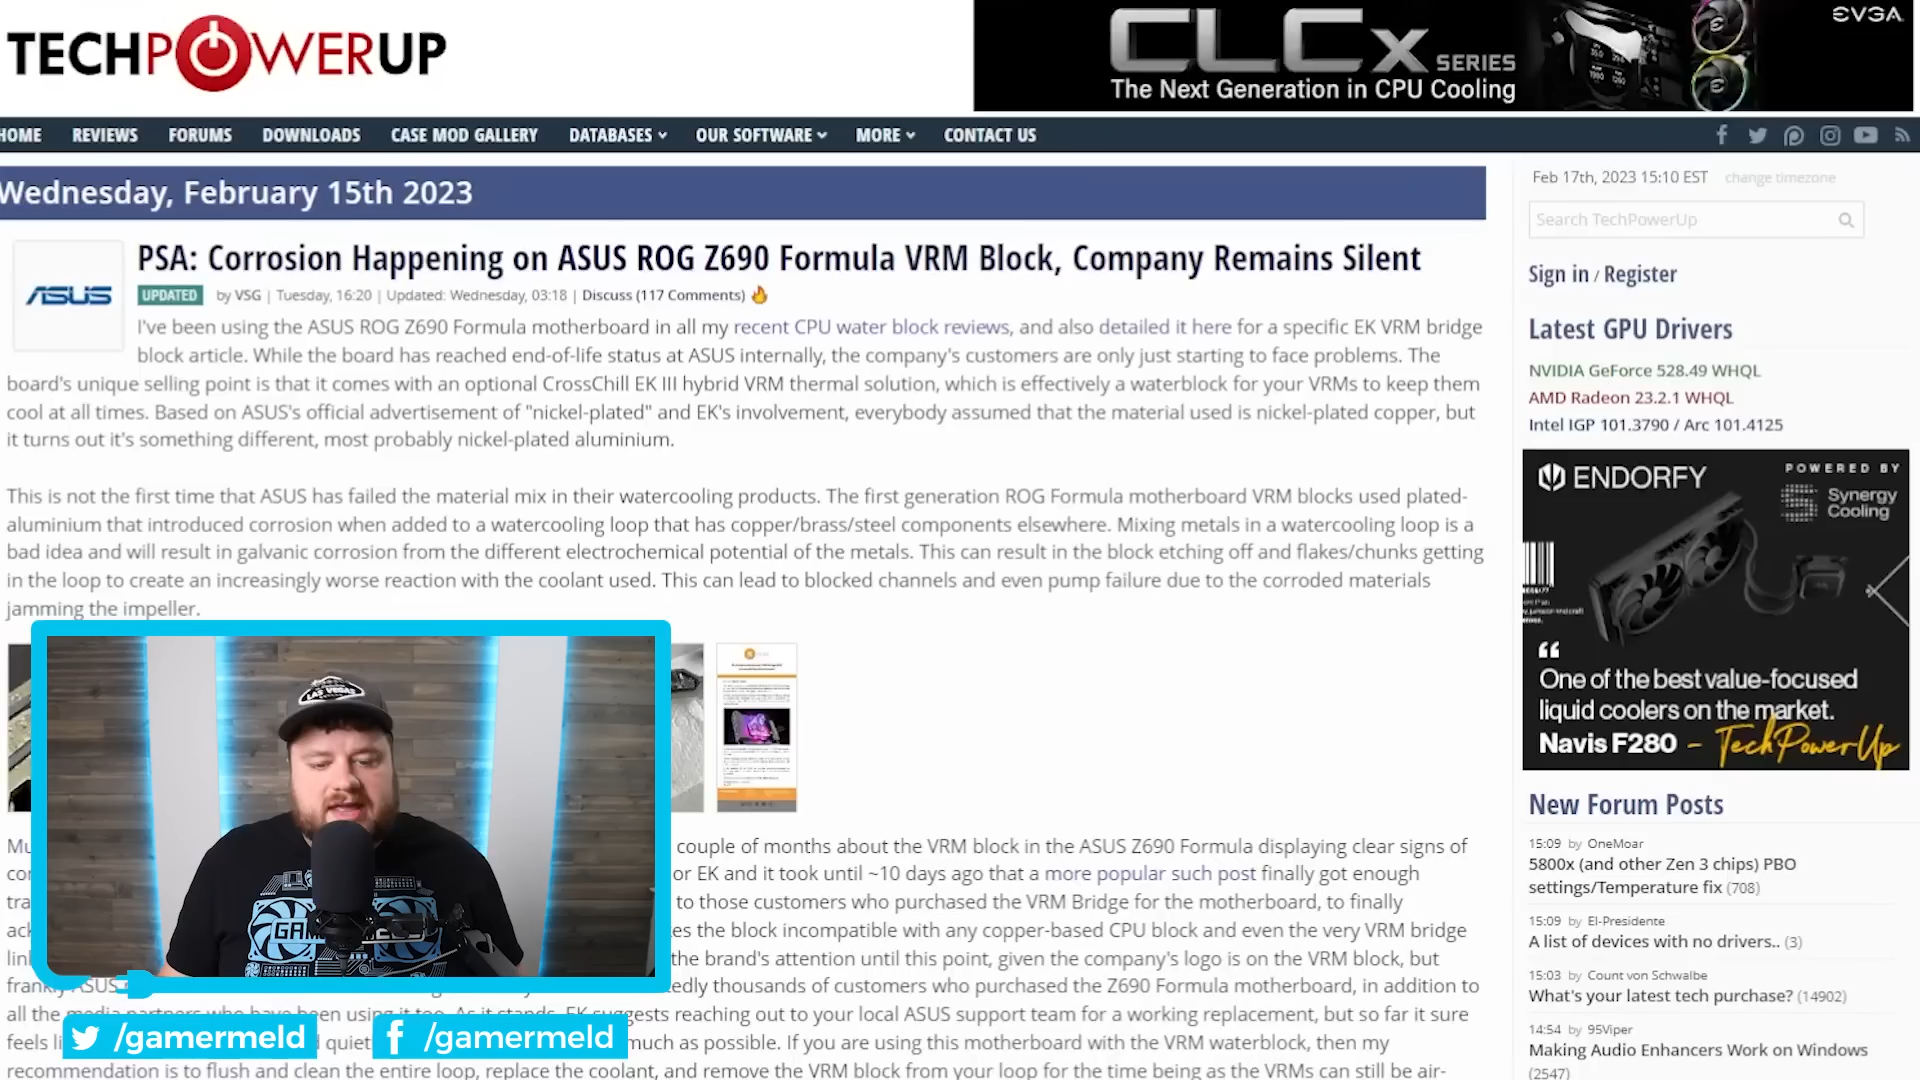 TECHPOWERUP
CLCx SERIES
The Next Generation in CPU Cooling
EVGA
HOME REVIEWS FORUMS DOWNLOADS CASE MOD GALLERY DATABASES OUR SOFTWARE MORE CONTACT US
Wednesday, February 15th 2023
ASUS
PSA: Corrosion Happening on ASUS ROG Z690 Formula VRM Block, Company Remains Silent
UPDATED by VSG | Tuesday, 16:20 | Updated: Wednesday, 03:18 | Discuss (117 Comments)
I've been using the ASUS ROG Z690 Formula motherboard in all my recent CPU water block reviews, and also detailed it here for a specific EK VRM bridge
block article. While the board has reached end-of-life status at ASUS internally, the company's customers are only just starting to face problems. The
board's unique selling point is that it comes with an optional CrossChill EK III hybrid VRM thermal solution, which is effectively a waterblock for your VRMs to keep them
cool at all times. Based on ASUS's official advertisement of "nickel-plated" and EK's involvement, everybody assumed that the material used is nickel-plated copper, but
it turns out it's something different, most probably nickel-plated aluminium.
This is not the first time that ASUS has failed the material mix in their watercooling products. The first generation ROG Formula motherboard VRM blocks used plated-
aluminium that introduced corrosion when added to a watercooling loop that has copper/brass/steel components elsewhere. Mixing metals in a watercooling loop is a
bad idea and will result in galvanic corrosion from the different electrochemical potential of the metals. This can result in the block etching off and flakes/chunks getting
in the loop to create an increasingly worse reaction with the coolant used. This can lead to blocked channels and even pump failure due to the corroded materials
jamming the impeller.
couple of months about the VRM block in the ASUS Z690 Formula displaying clear signs of
or EK and it took until ~10 days ago that a more popular such post finally got enough
to those customers who purchased the VRM Bridge for the motherboard, to finally
the block incompatible with any copper-based CPU block and even the very VRM bridge
the brand's attention until this point, given the company's logo is on the VRM block, but
frankly ASUS thousands of customers who purchased the Z690 Formula motherboard, in addition to
all the media partners who have been using it too. As it stands, EK suggests reaching out to your local ASUS support team for a working replacement, but so far it sure
feels quiet much as possible. If you are using this motherboard with the VRM waterblock, then my
recommendation is to flush and clean the entire loop, replace the coolant, and remove the VRM block from your loop for the time being as the VRMs can still be air-
LAS VEGAS
/gamermeld
/gamermeld
Feb 17th, 2023 15:10 EST change timezone
Search TechPowerUp
Sign in / Register
Latest GPU Drivers
NVIDIA GeForce 528.49 WHQL
AMD Radeon 23.2.1 WHQL
Intel IGP 101.3790 / Arc 101.4125
ENDORFY
POWERED BY
Synergy
Cooling
“
One of the best value-focused
liquid coolers on the market.
Navis F280 – TechPowerUp
New Forum Posts
15:09 by OneMoar
5800x (and other Zen 3 chips) PBO
settings/Temperature fix (708)
15:09 by El-Presidente
A list of devices with no drivers.. (3)
15:03 by Count von Schwalbe
What's your latest tech purchase? (14902)
14:54 by 95Viper
Making Audio Enhancers Work on Windows
(2547)